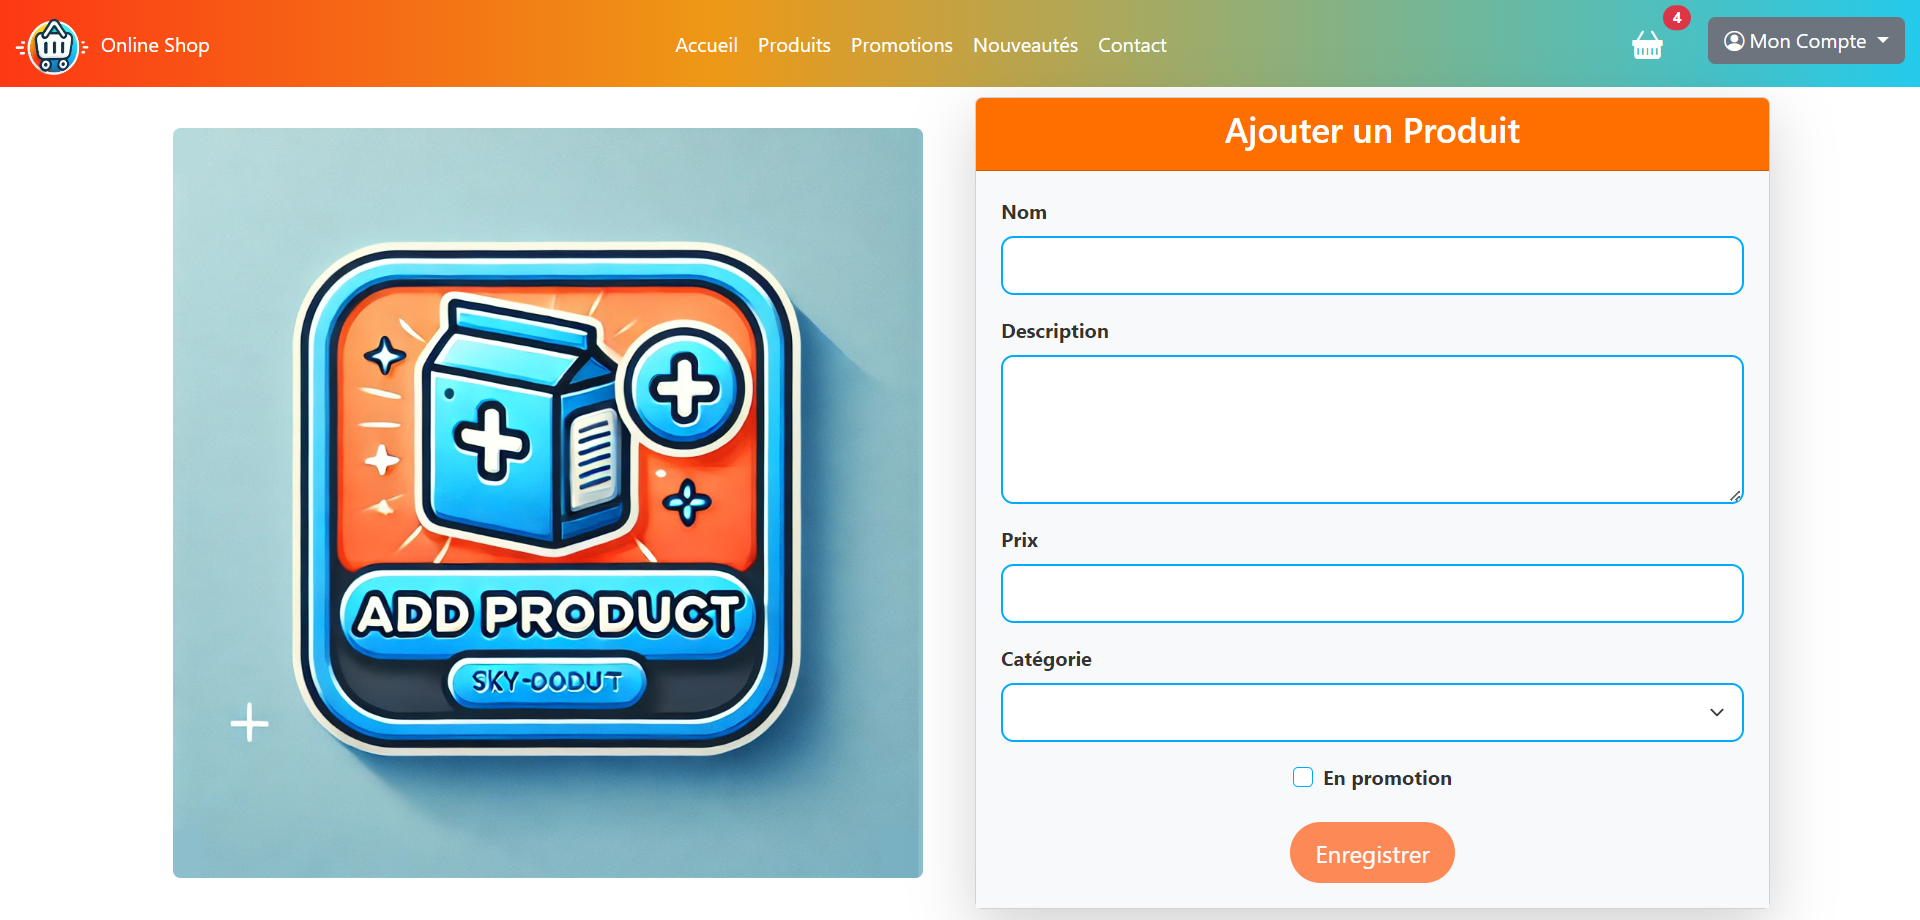 Online Shop
Accueil Produits Promotions Nouveautés Contact
4
Mon Compte
ADD PRODUCT
SKY-OODUT
Ajouter un Produit
Nom
Description
Prix
Catégorie
En promotion
Enregistrer